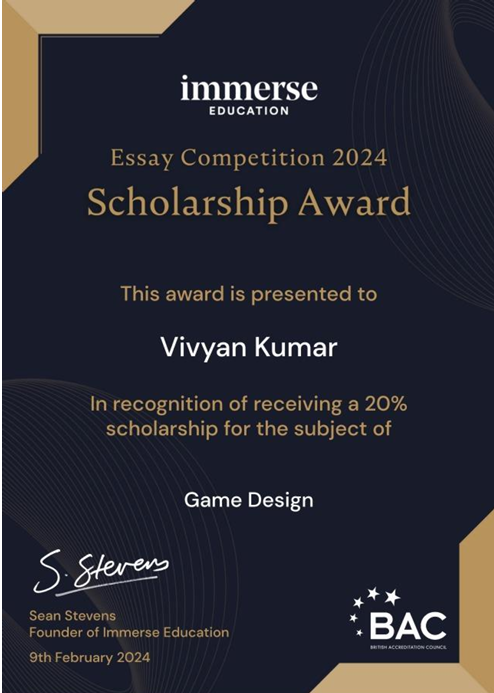 immerse
EDUCATION
Essay Competition 2024
Scholarship Award
This award is presented to
Vivyan Kumar
In recognition of receiving a 20%
scholarship for the subject of
Game Design
S. Stevens
Sean Stevens
Founder of Immerse Education
9th February 2024
BAC
BRITISH ACCREDITATION COUNCIL